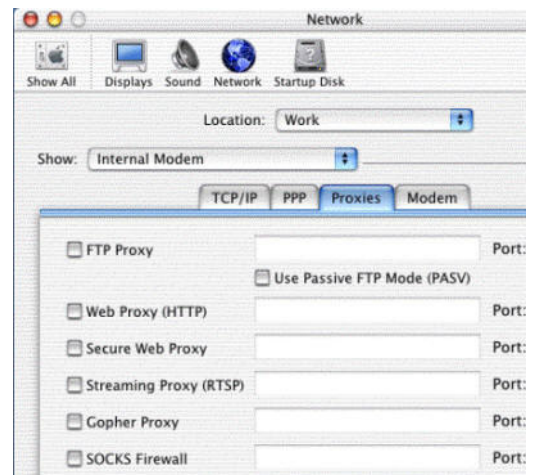 Network
Show All Displays Sound Network Startup Disk
Location: Work
Show: Internal Modem
TCP/IP PPP Proxies Modem
FTP Proxy Port:
Use Passive FTP Mode (PASV)
Web Proxy (HTTP) Port:
Secure Web Proxy Port:
Streaming Proxy (RTSP) Port:
Gopher Proxy Port:
SOCKS Firewall Port: